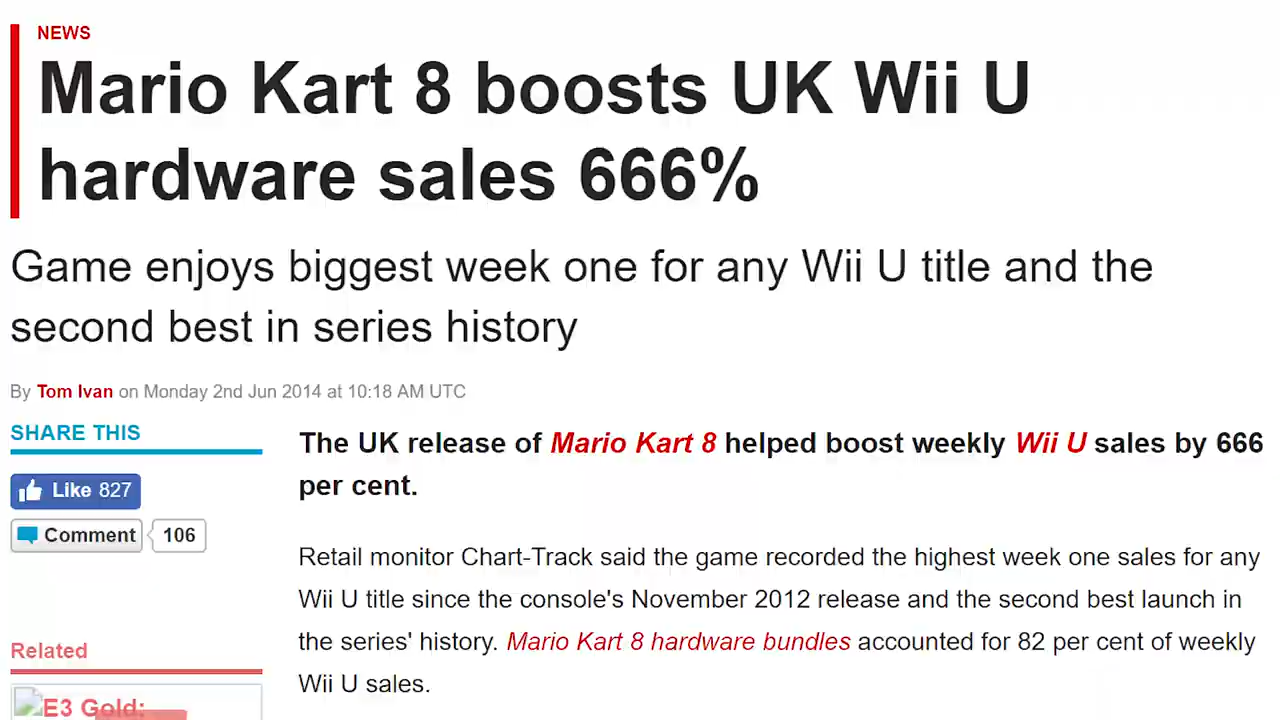 NEWS
Mario Kart 8 boosts UK Wii U
hardware sales 666%
Game enjoys biggest week one for any Wii U title and the
second best in series history
By Tom Ivan on Monday 2nd Jun 2014 at 10:18 AM UTC
SHARE THIS
Like 827
Comment 106
Related
E3 Gold:
The UK release of Mario Kart 8 helped boost weekly Wii U sales by 666
per cent.
Retail monitor Chart-Track said the game recorded the highest week one sales for any
Wii U title since the console's November 2012 release and the second best launch in
the series' history. Mario Kart 8 hardware bundles accounted for 82 per cent of weekly
Wii U sales.